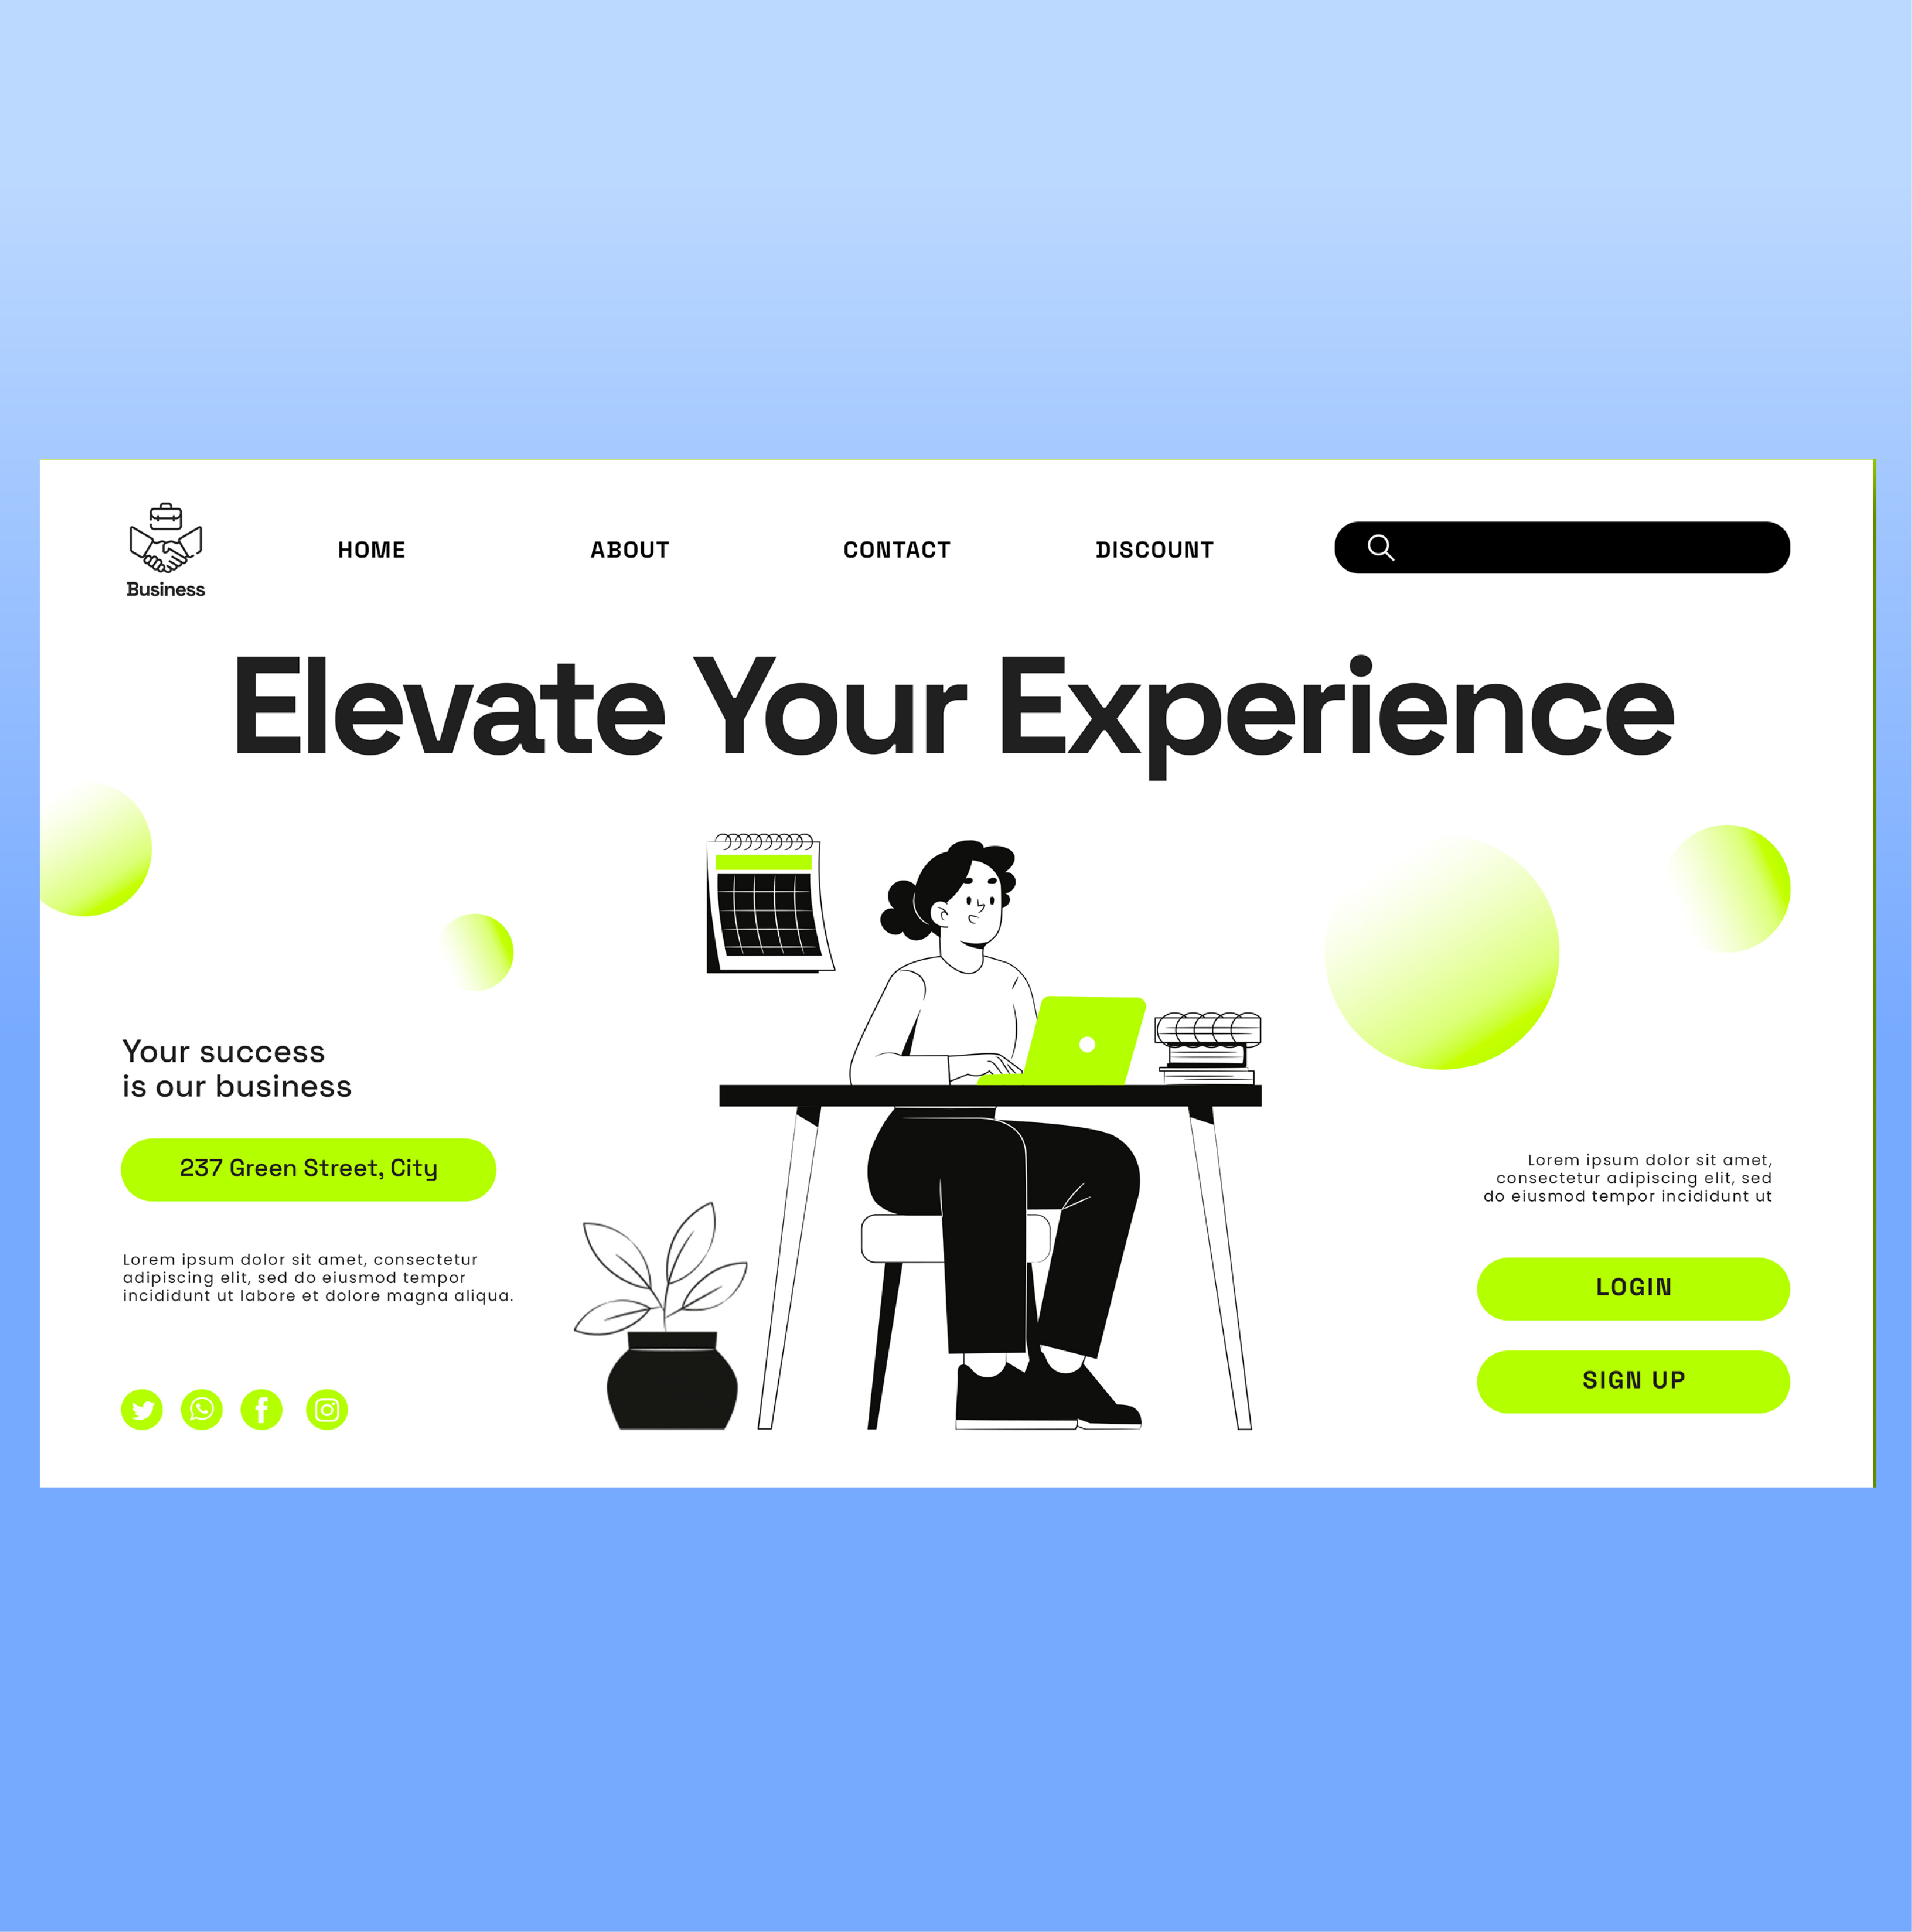 Business
HOME
ABOUT
CONTACT
DISCOUNT
Elevate Your Experience
Your success
is our business
237 Green Street, City
Lorem ipsum dolor sit amet, consectetur
adipiscing elit, sed do eiusmod tempor
incididunt ut labore et dolore magna aliqua.
Lorem ipsum dolor sit amet,
consectetur adipiscing elit, sed
do eiusmod tempor incididunt ut
LOGIN
SIGN UP